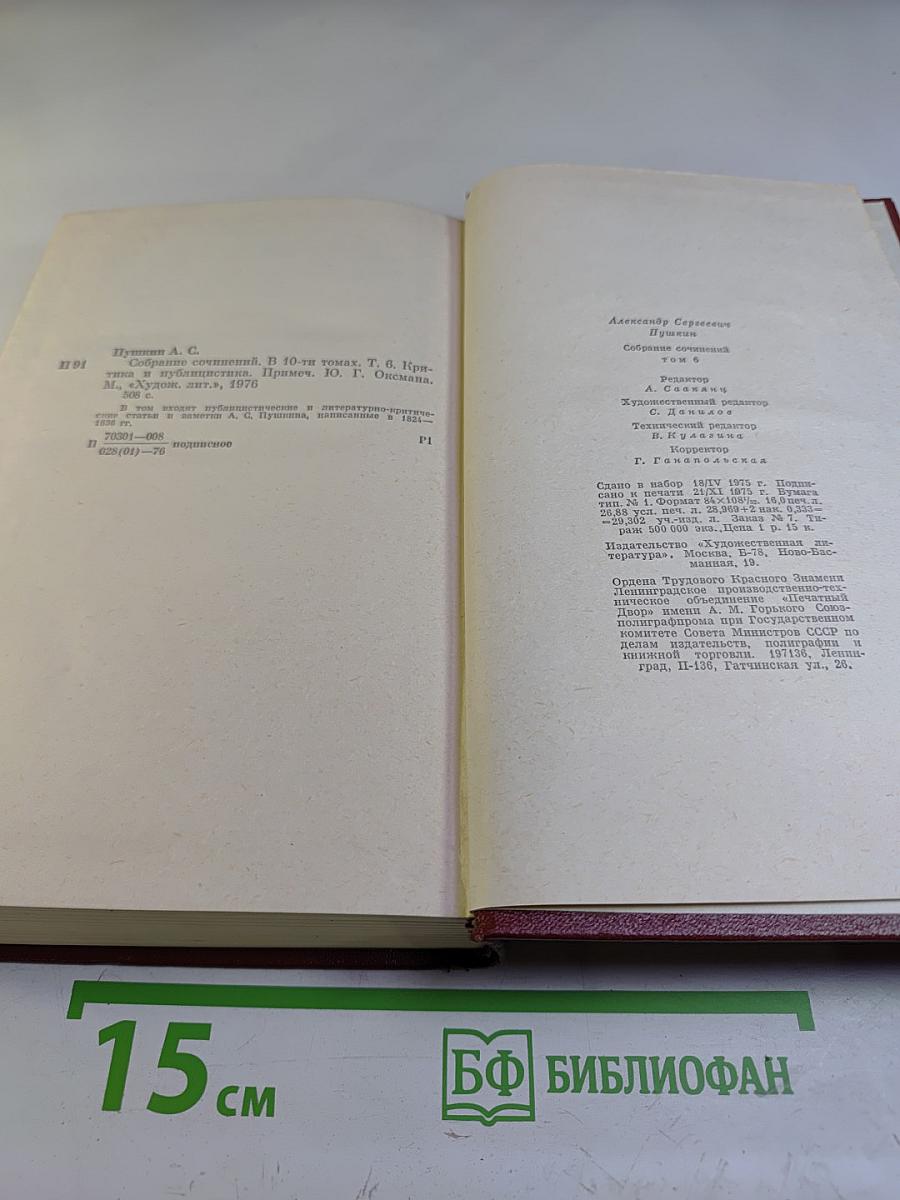 Пушкин А. С.
П 91 Собрание сочинений. В 10-ти томах. Т. 6. Кри-
тика и публицистика. Примеч. Ю. Г. Оксмана.
М., «Худож. лит.», 1976
508 с.
В том входят публицистические и литературно-критиче-
ские статьи и заметки А. С. Пушкина, написанные в 1824—
1836 гг.
П 70301—008 подписное Р1
028(01)—76
Александр Сергеевич
Пушкин
Собрание сочинений
том 6
Редактор
А. Саакянц
Художественный редактор
С. Данилов
Технический редактор
В. Кулагина
Корректор
Г. Ганапольская
Сдано в набор 18/IV 1975 г. Подпи-
сано к печати 21/XI 1975 г. Бумага
тип. № 1. Формат 84×108¹/₃₂. 16,0 печ. л.
26,88 усл. печ. л. 28,969+2 нак. 0,333=
=29,302 уч.-изд. л. Заказ № 7. Ти-
раж 500 000 экз. Цена 1 р. 15 к.
Издательство «Художественная ли-
тература», Москва, Б-78, Ново-Бас-
манная, 19.
Ордена Трудового Красного Знамени
Ленинградское производственно-тех-
ническое объединение «Печатный
Двор» имени А. М. Горького Союз-
полиграфпрома при Государственном
комитете Совета Министров СССР по
делам издательств, полиграфии и
книжной торговли. 197136, Ленин-
град, П-136, Гатчинская ул., 26.
15 см
БФ БИБЛИОФАН